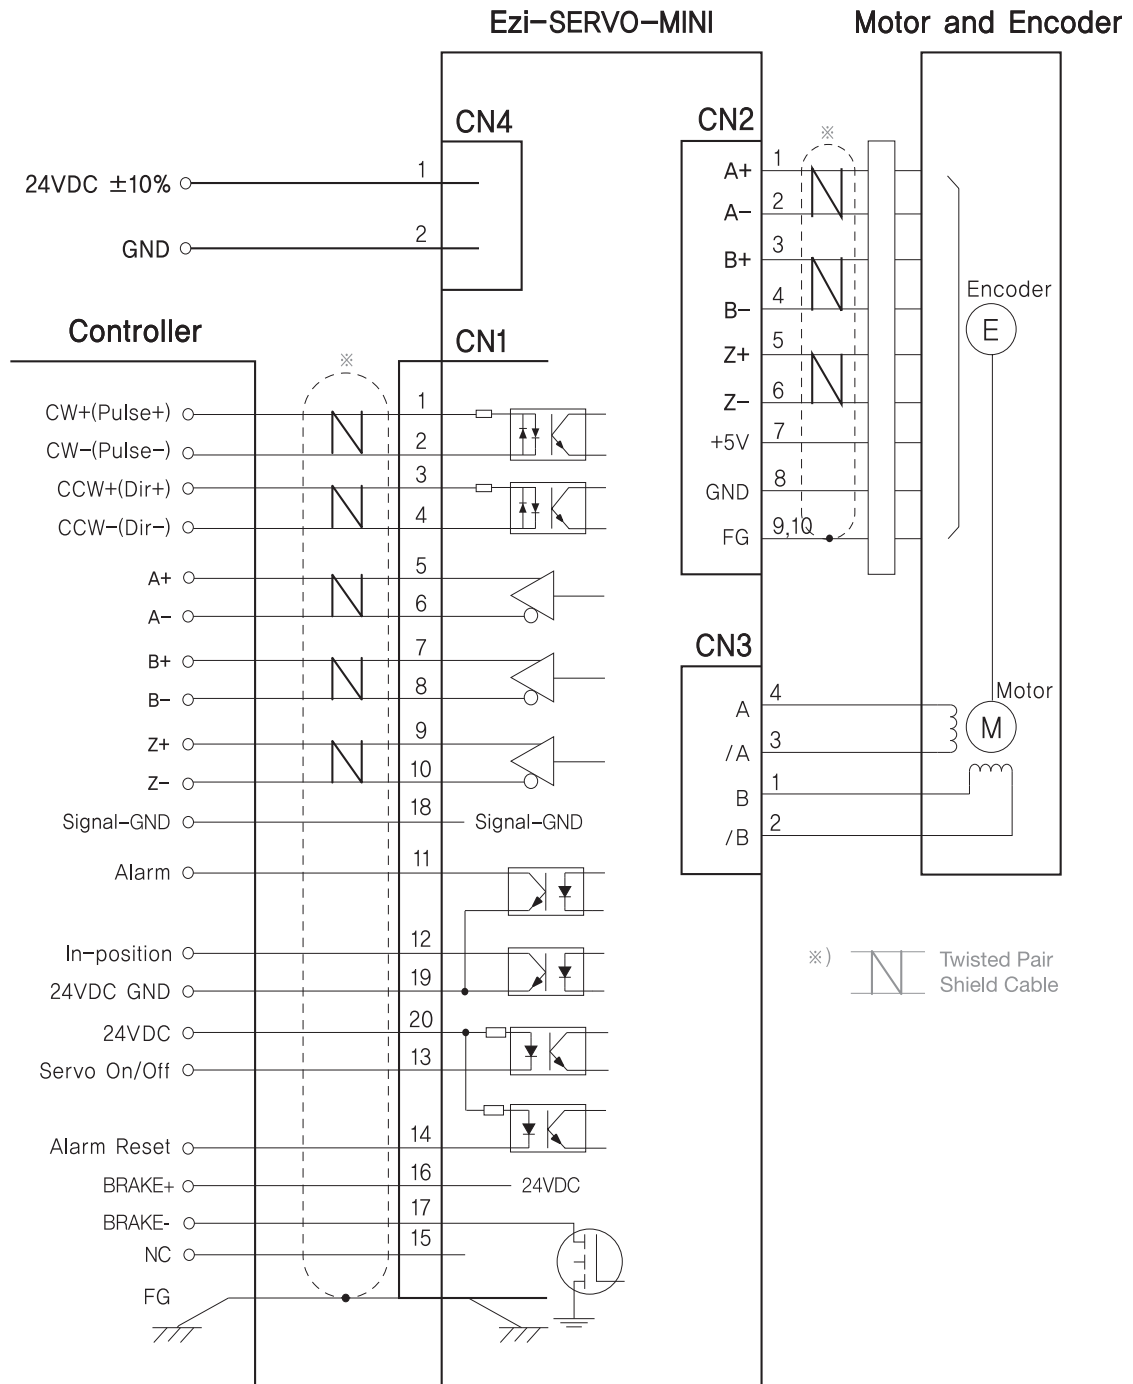 Ezi-SERVO-MINI
Motor and Encoder
CN4
24VDC ±10% 1
GND 2
CN2
※
A+ 1
A- 2
B+ 3
B- 4
Z+ 5
Z- 6
+5V 7
GND 8
FG 9,10
Encoder
E
Controller
※
CN1
CW+(Pulse+) 1
CW-(Pulse-) 2
CCW+(Dir+) 3
CCW-(Dir-) 4
A+ 5
A- 6
B+ 7
B- 8
Z+ 9
Z- 10
Signal-GND 18 Signal-GND
Alarm 11
In-position 12
24VDC GND 19
24VDC 20
Servo On/Off 13
Alarm Reset 14
BRAKE+ 16 24VDC
BRAKE- 17
NC 15
FG
CN3
A 4
/A 3
B 1
/B 2
Motor
M
※) Twisted Pair
Shield Cable